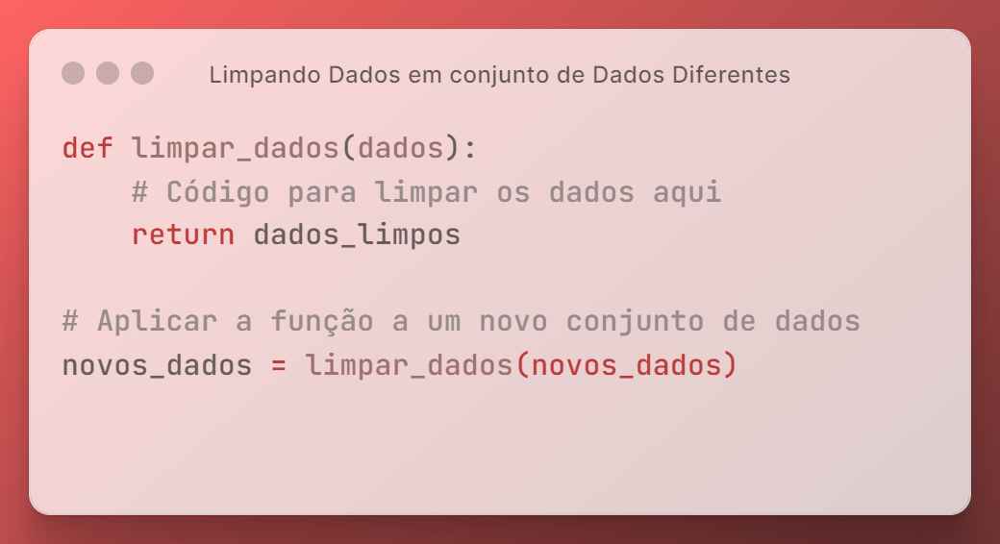 Limpando Dados em conjunto de Dados Diferentes
def limpar_dados(dados):
    # Código para limpar os dados aqui
    return dados_limpos
# Aplicar a função a um novo conjunto de dados
novos_dados = limpar_dados(novos_dados)